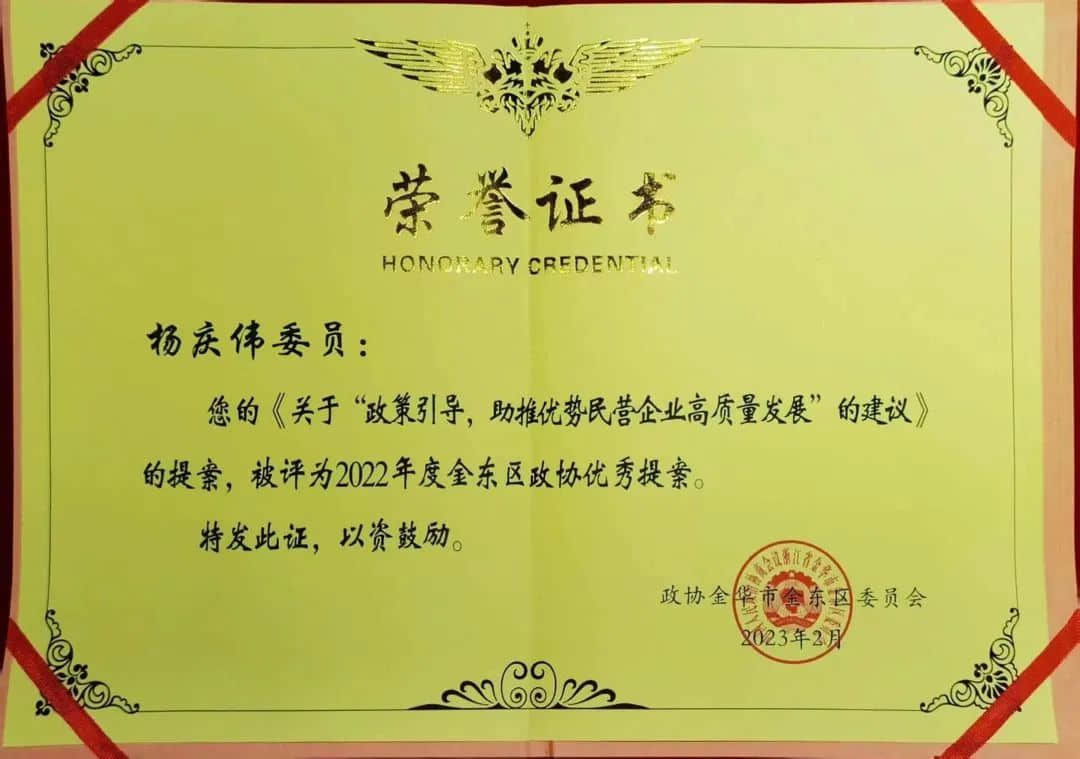 荣誉证书
HONORARY CREDENTIAL
杨庆伟委员：
您的《关于“政策引导，助推优势民营企业高质量发展”的建议》
的提案，被评为2022年度金东区政协优秀提案。
特发此证，以资鼓励。
政协金华市金东区委员会
2023年2月